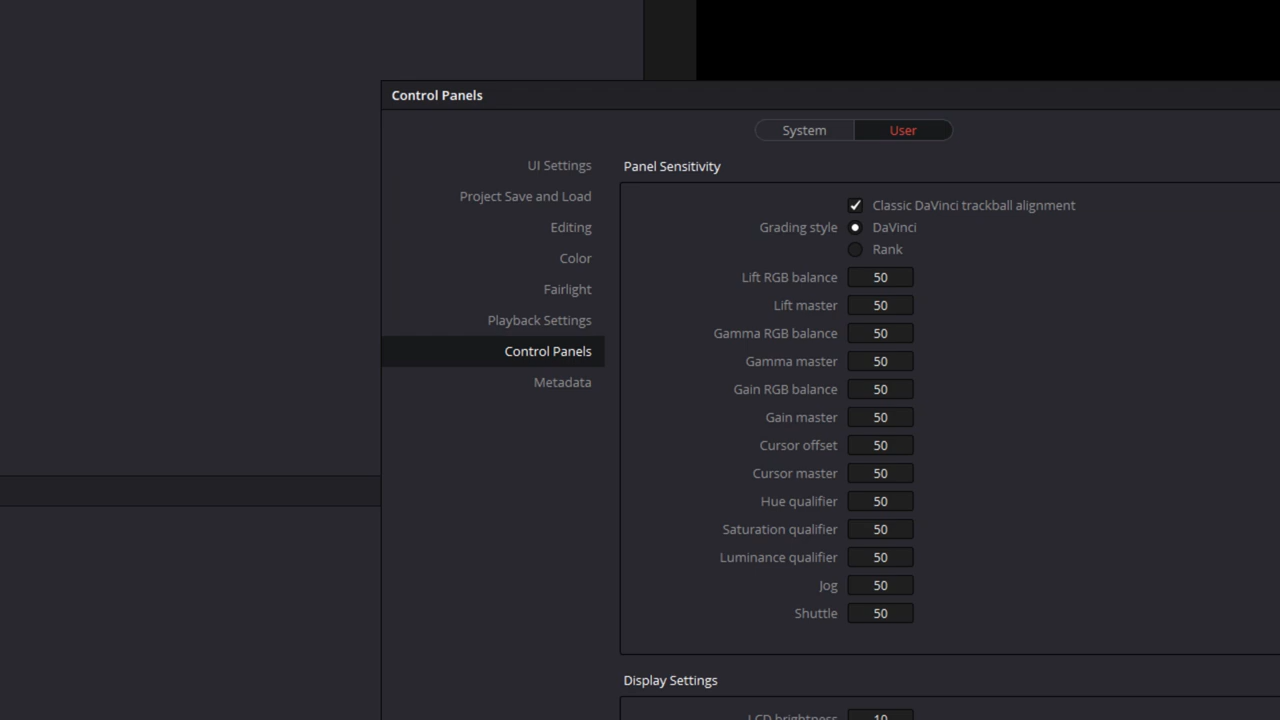 Control Panels
System User
UI Settings
Project Save and Load
Editing
Color
Fairlight
Playback Settings
Control Panels
Metadata
Panel Sensitivity
Classic DaVinci trackball alignment
Grading style DaVinci
Rank
Lift RGB balance 50
Lift master 50
Gamma RGB balance 50
Gamma master 50
Gain RGB balance 50
Gain master 50
Cursor offset 50
Cursor master 50
Hue qualifier 50
Saturation qualifier 50
Luminance qualifier 50
Jog 50
Shuttle 50
Display Settings
LCD brightness 10